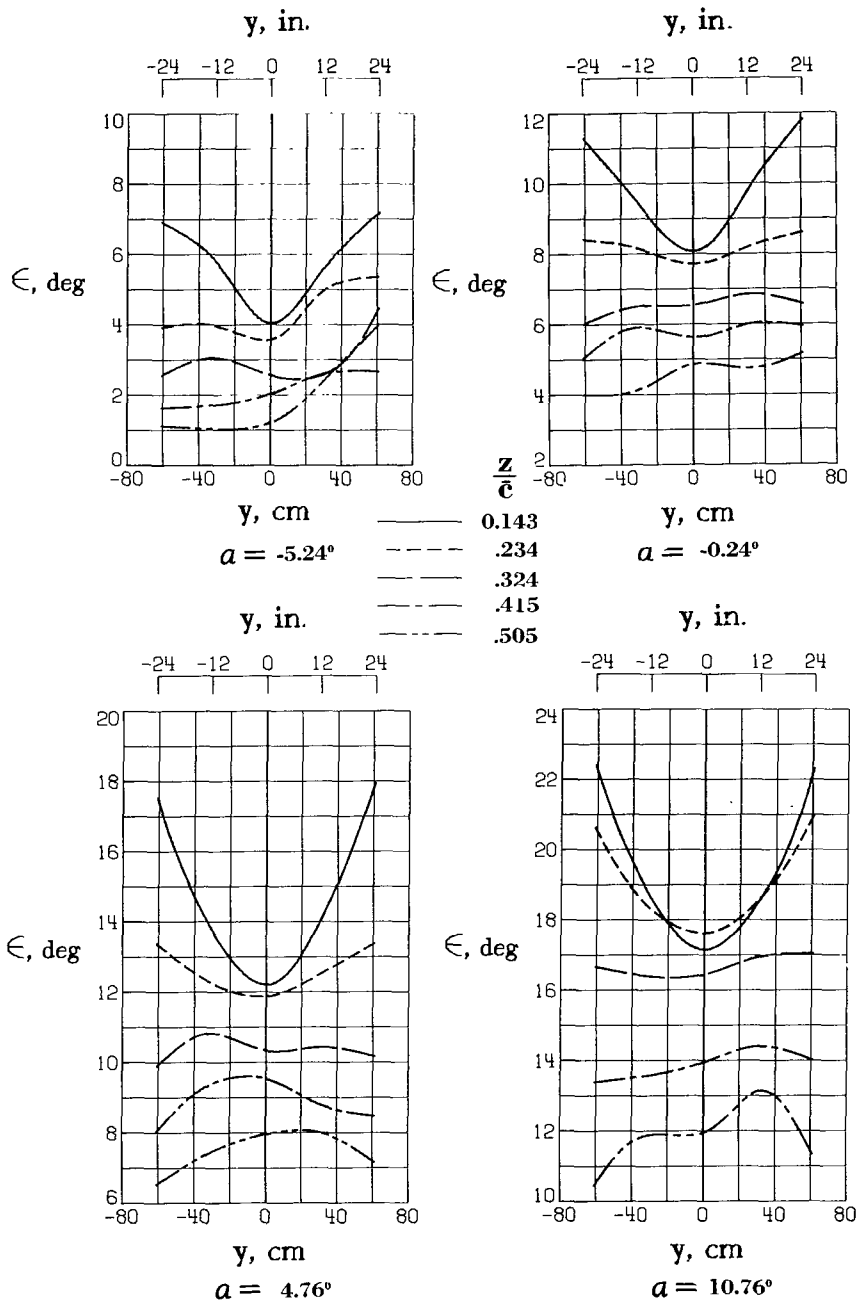 y, in.
-24 -12 0 12 24
10
8
6
4
2
0
-80 -40 0 40 80
ϵ, deg
y, cm
a = -5.24°
y, in.
-24 -12 0 12 24
12
10
8
6
4
2
-80 -40 0 40 80
ϵ, deg
y, cm
a = -0.24°
z
c̄
0.143
.234
.324
.415
.505
y, in.
-24 -12 0 12 24
20
18
16
14
12
10
8
6
-80 -40 0 40 80
ϵ, deg
y, cm
a = 4.76°
y, in.
-24 -12 0 12 24
24
22
20
18
16
14
12
10
-80 -40 0 40 80
ϵ, deg
y, cm
a = 10.76°